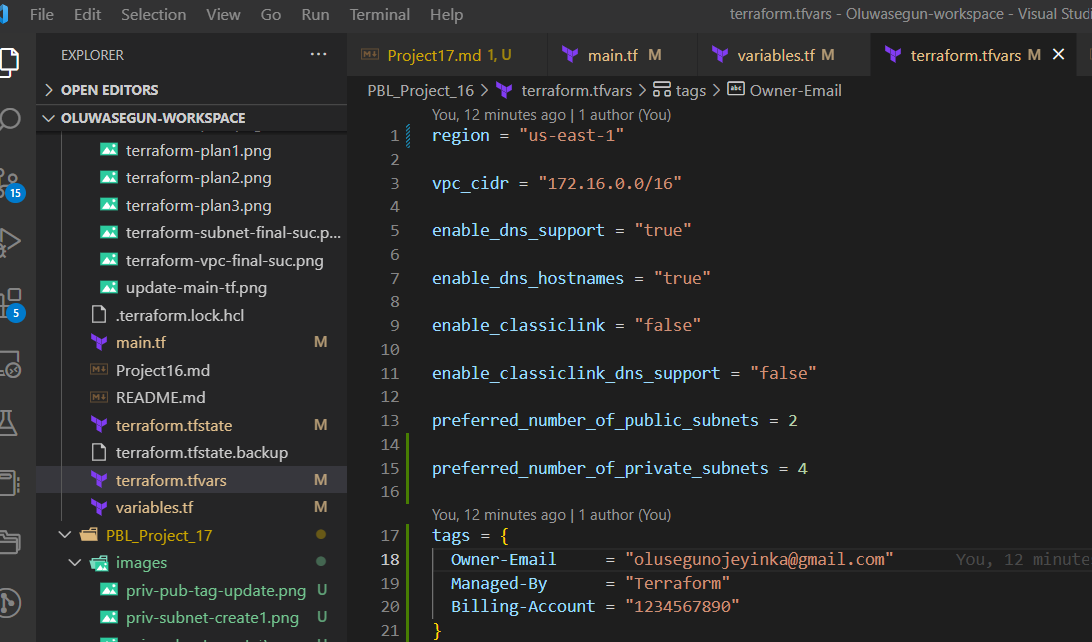 File Edit Selection View Go Run Terminal Help terraform.tfvars - Oluwasegun-workspace - Visual Studi
EXPLORER ...
Project17.md 1, U main.tf M variables.tf M terraform.tfvars M
OPEN EDITORS
OLUWASEGUN-WORKSPACE
terraform-plan1.png
terraform-plan2.png
terraform-plan3.png
terraform-subnet-final-suc.p...
terraform-vpc-final-suc.png
update-main-tf.png
.terraform.lock.hcl
main.tf M
Project16.md
README.md
terraform.tfstate M
terraform.tfstate.backup
terraform.tfvars M
variables.tf M
PBL_Project_17
images
priv-pub-tag-update.png U
priv-subnet-create1.png U
15
5
PBL_Project_16 > terraform.tfvars > tags > abc Owner-Email
You, 12 minutes ago | 1 author (You)
1 region = "us-east-1"
2
3 vpc_cidr = "172.16.0.0/16"
4
5 enable_dns_support = "true"
6
7 enable_dns_hostnames = "true"
8
9 enable_classiclink = "false"
10
11 enable_classiclink_dns_support = "false"
12
13 preferred_number_of_public_subnets = 2
14
15 preferred_number_of_private_subnets = 4
16
You, 12 minutes ago | 1 author (You)
17 tags = {
18 Owner-Email = "olusegunojeyinka@gmail.com" You, 12 minute
19 Managed-By = "Terraform"
20 Billing-Account = "1234567890"
21 }